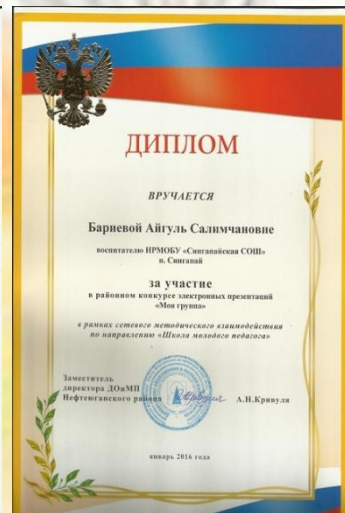 ДИПЛОМ
ВРУЧАЕТСЯ
Бариевой Айгуль Салимчановне
воспитателю НРМОБУ «Сингапайская СОШ»
п. Сингапай
за участие
в районном конкурсе электронных презентаций
«Моя группа»
в рамках сетевого методического взаимодействия
по направлению «Школа молодого педагога»
Заместитель
директора ДОиМП
Нефтеюганского района
А.Н.Кривуля
январь 2016 года